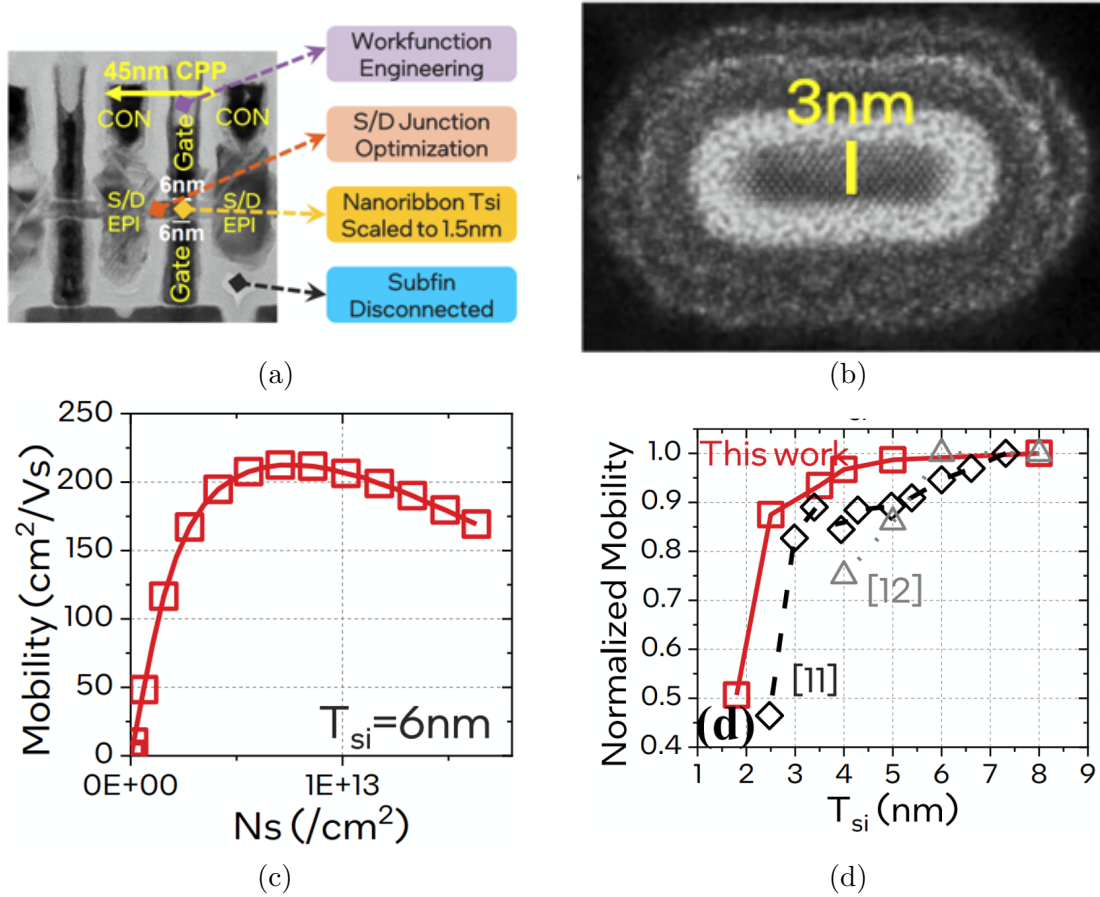 45nm CPP
CON
CON
Gate
6nm
S/D
EPI
S/D
EPI
6nm
Gate
Workfunction
Engineering
S/D Junction
Optimization
Nanoribbon Tsi
Scaled to 1.5nm
Subfin
Disconnected
(a)
3nm
(b)
Mobility (cm²/Vs)
250
200
150
100
50
0
0E+00
1E+13
Tsi=6nm
Ns (/cm²)
(c)
Normalized Mobility
1.0
0.9
0.8
0.7
0.6
0.5
0.4
This work
[12]
[11]
(d)
1 2 3 4 5 6 7 8 9
Tsi (nm)
(d)